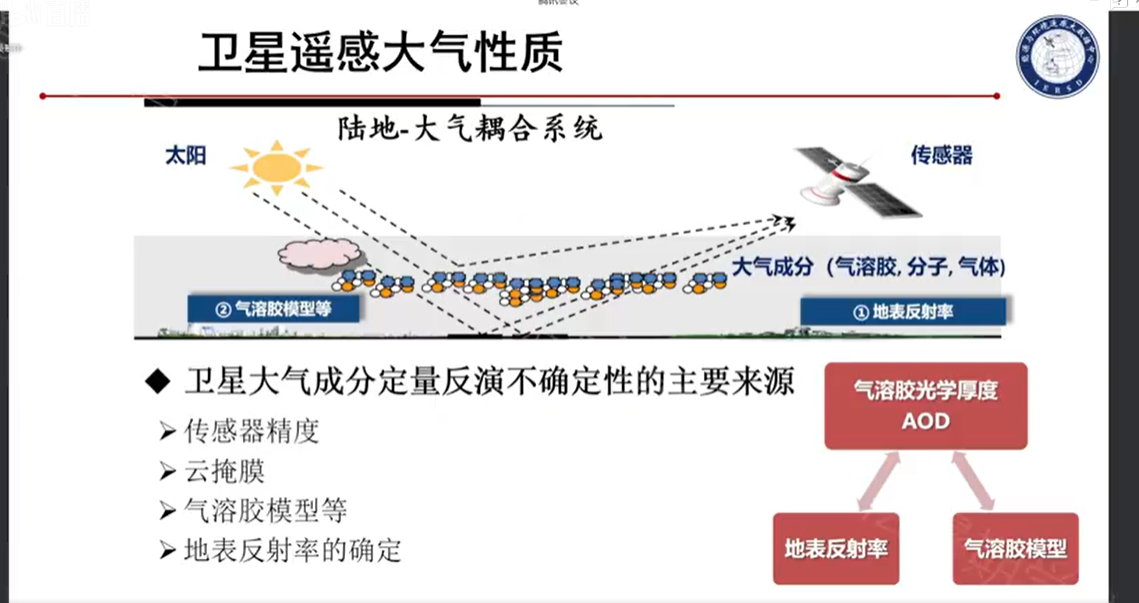 腾讯会议
卫星遥感大气性质
陆地-大气耦合系统
太阳
传感器
大气成分（气溶胶, 分子, 气体)
② 气溶胶模型等
① 地表反射率
◆ 卫星大气成分定量反演不确定性的主要来源
➢ 传感器精度
➢ 云掩膜
➢ 气溶胶模型等
➢ 地表反射率的确定
气溶胶光学厚度
AOD
地表反射率
气溶胶模型
IERSD